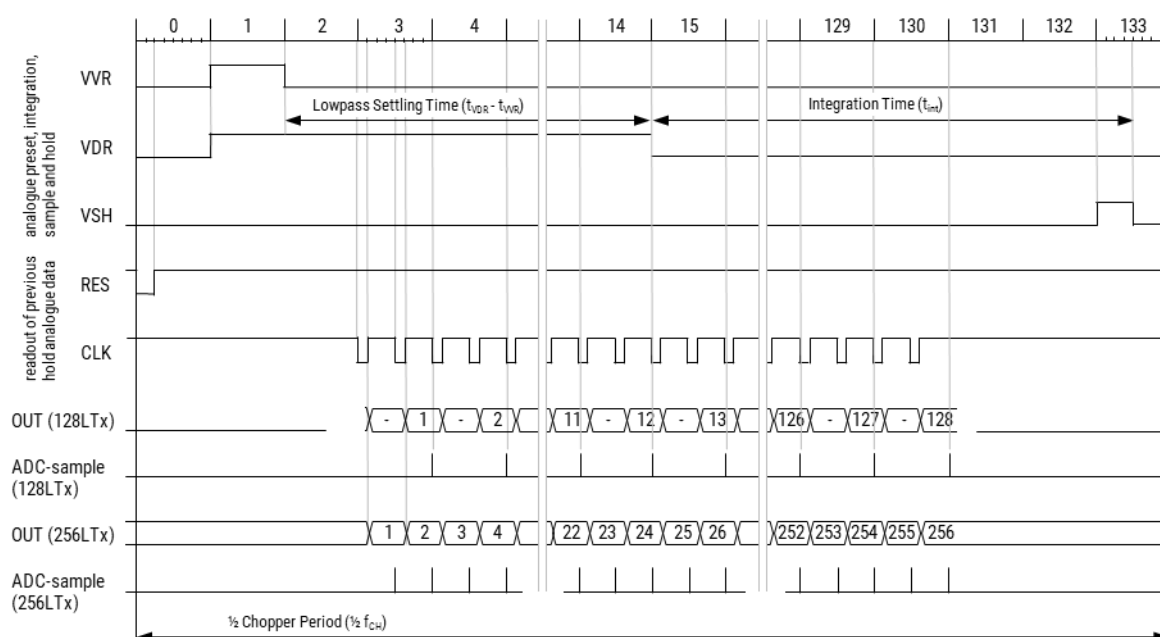 0 1 2 3 4 14 15 129 130 131 132 133
analogue preset, integration,
sample and hold
VVR
Lowpass Settling Time (tVDR - tVVR)
Integration Time (tint)
VDR
VSH
readout of previous
hold analogue data
RES
CLK
OUT (128LTx) - 1 - 2 11 - 12 - 13 126 - 127 - 128
ADC-sample
(128LTx)
OUT (256LTx) 1 2 3 4 22 23 24 25 26 252 253 254 255 256
ADC-sample
(256LTx)
½ Chopper Period (½ fCH)